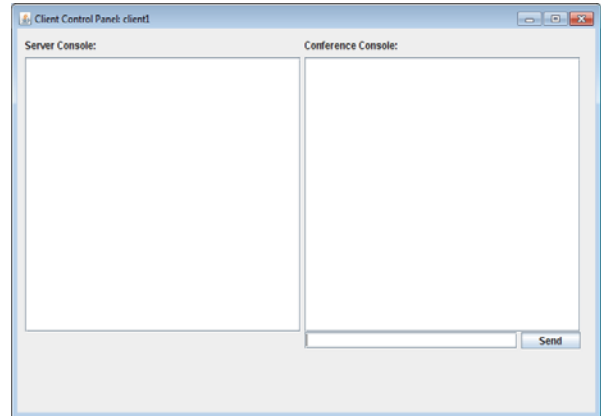 Client Control Panel: client1
Server Console:
Conference Console:
Send